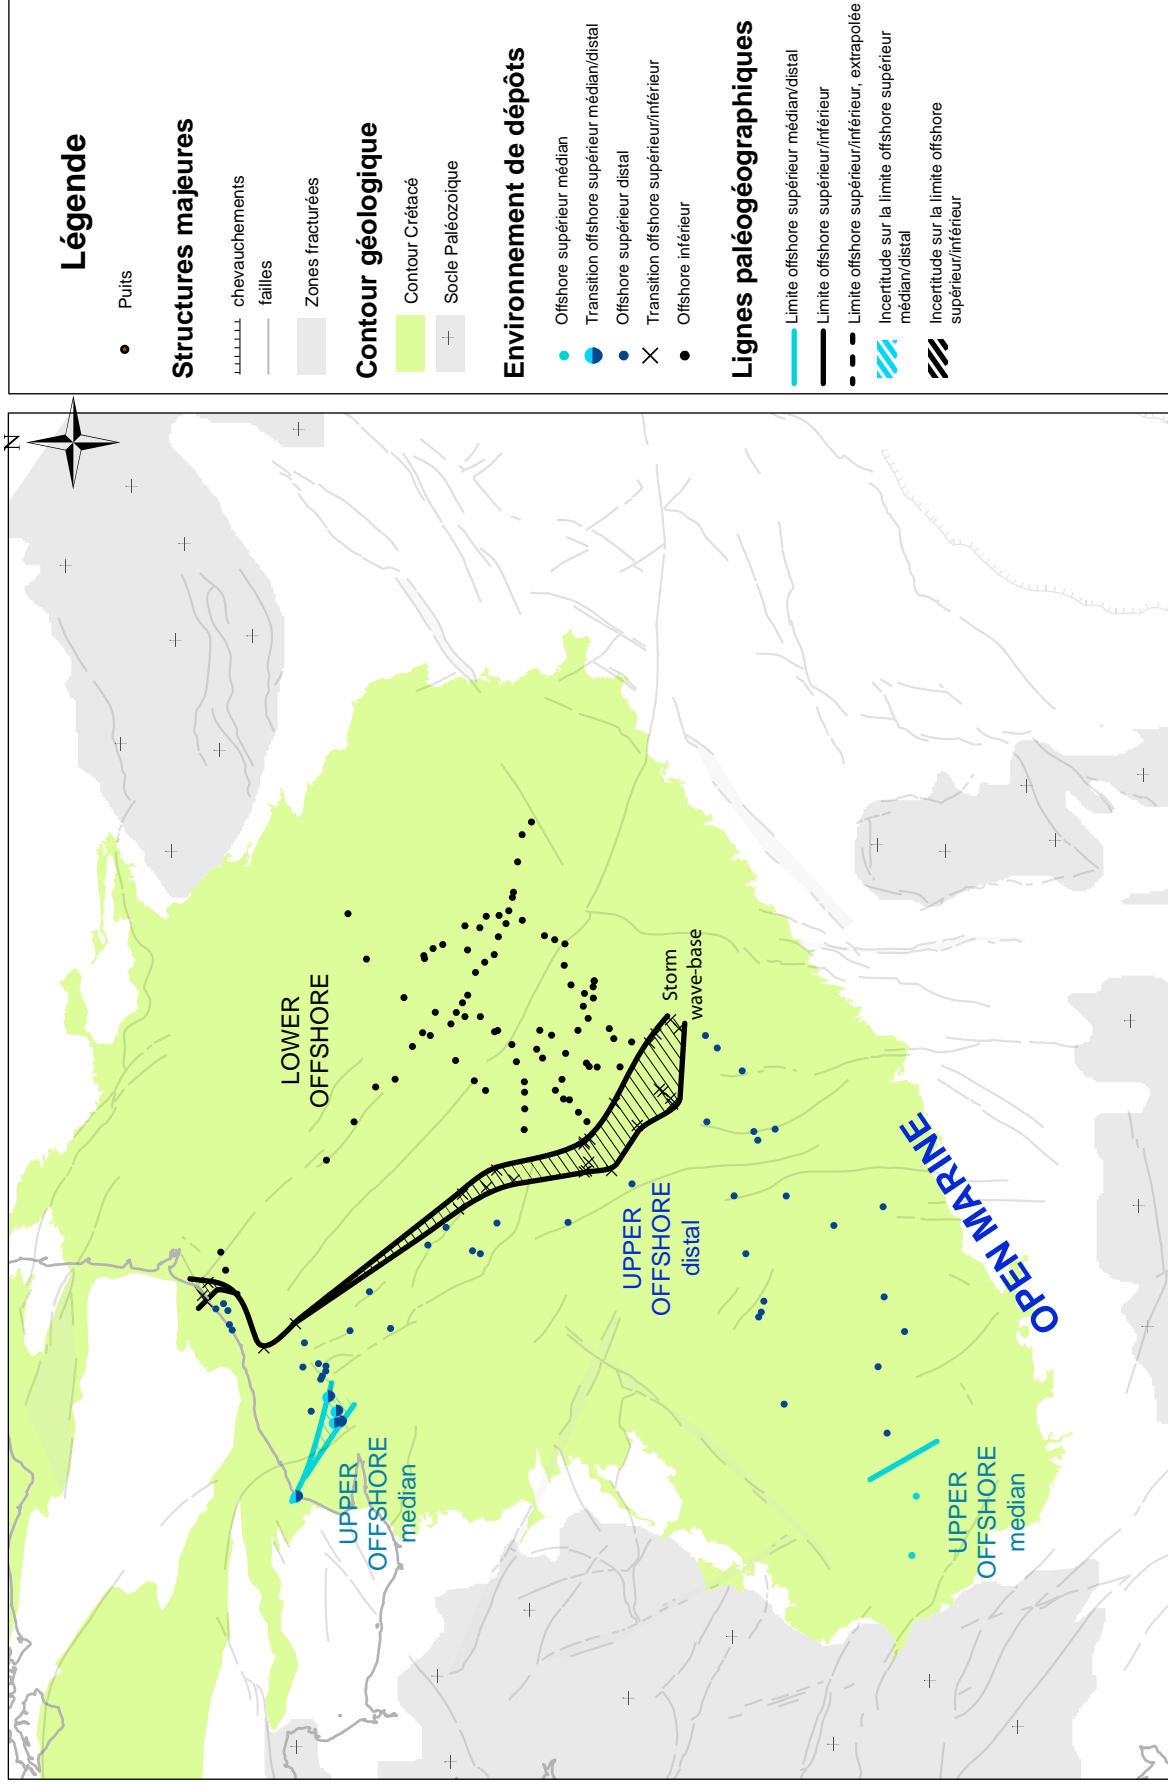 N
LOWER
OFFSHORE
Storm
wave-base
UPPER
OFFSHORE
distal
UPPER
OFFSHORE
median
OPEN MARINE
UPPER
OFFSHORE
median
Légende
Puits
Structures majeures
chevauchements
failles
Zones fracturées
Contour géologique
Contour Crétacé
Socle Paléozoique
Environnement de dépôts
Offshore supérieur médian
Transition offshore supérieur médian/distal
Offshore supérieur distal
Transition offshore supérieur/inférieur
Offshore inférieur
Lignes paléogéographiques
Limite offshore supérieur médian/distal
Limite offshore supérieur/inférieur
Limite offshore supérieur/inférieur, extrapolée
Incertitude sur la limite offshore supérieur
médian/distal
Incertitude sur la limite offshore
supérieur/inférieur